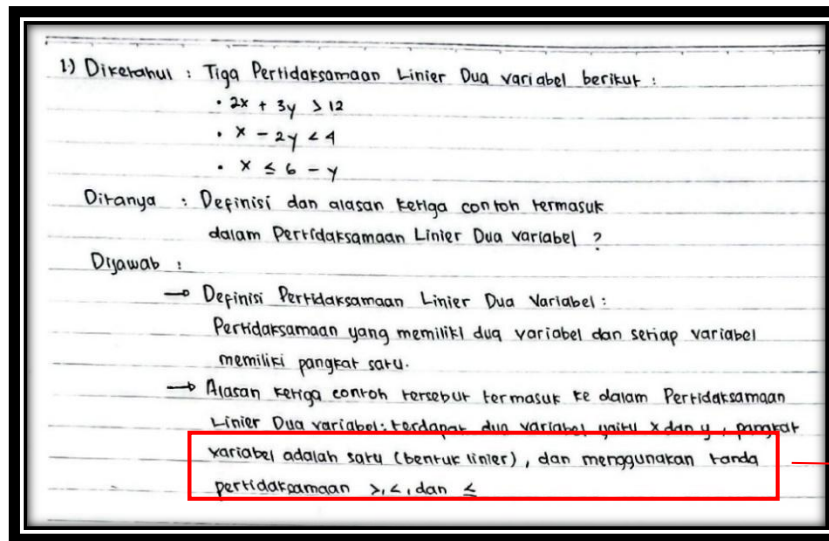 1) Diketahui : Tiga Pertidaksamaan Linier Dua variabel berikut :
• 2x + 3y > 12
• x - 2y < 4
• x ≤ 6 - y
Ditanya : Definisi dan alasan ketiga contoh termasuk
dalam Pertidaksamaan Linier Dua variabel ?
Dijawab :
→ Definisi Pertidaksamaan Linier Dua Variabel :
Pertidaksamaan yang memiliki dua variabel dan setiap variabel
memiliki pangkat satu.
→ Alasan ketiga contoh tersebut termasuk ke dalam Pertidaksamaan
Linier Dua variabel : terdapat dua variabel yaitu x dan y, pangkat
variabel adalah satu (bentuk linier), dan menggunakan tanda
pertidaksamaan >, <, dan ≤